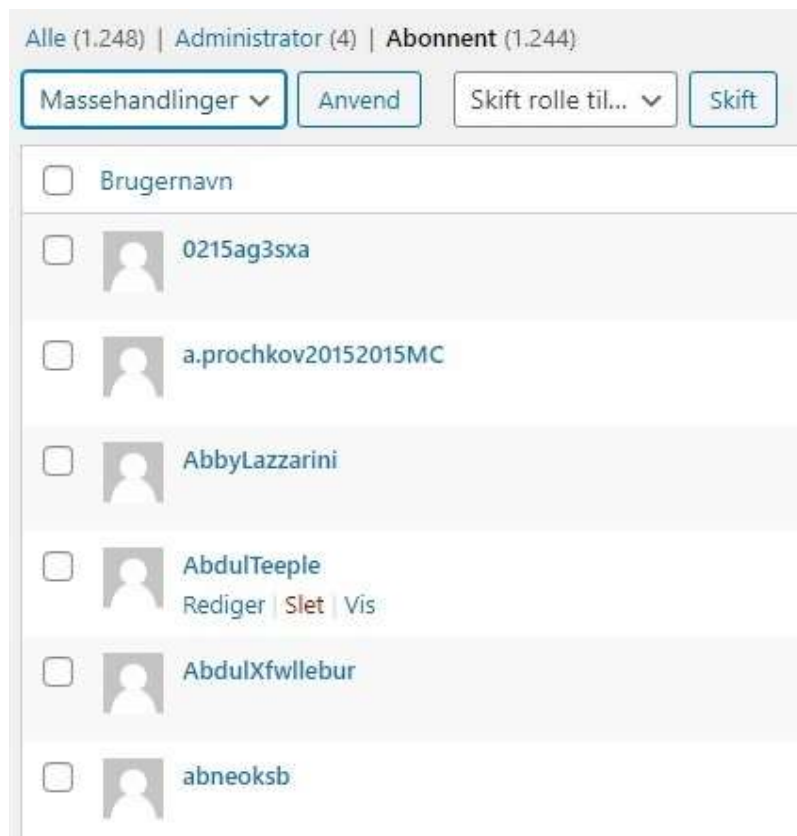 Alle (1.248) | Administrator (4) | Abonnent (1.244)
Massehandlinger Anvend Skift rolle til... Skift
Brugernavn
0215ag3sxa
a.prochkov20152015MC
AbbyLazzarini
AbdulTeeple
Rediger | Slet | Vis
AbdulXfwllebur
abneoksb